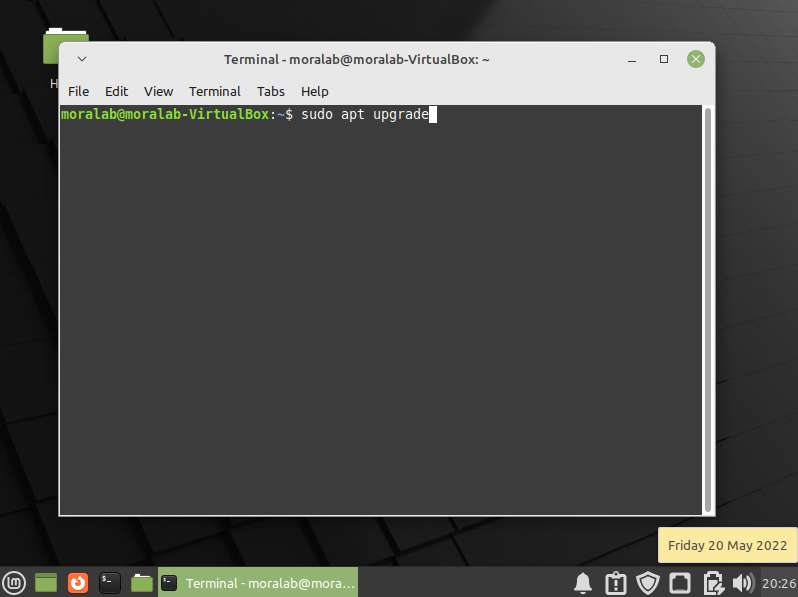 H
Terminal - moralab@moralab-VirtualBox: ~
File Edit View Terminal Tabs Help
moralab@moralab-VirtualBox:~$ sudo apt upgrade
Friday 20 May 2022
Terminal - moralab@mora...
20:26